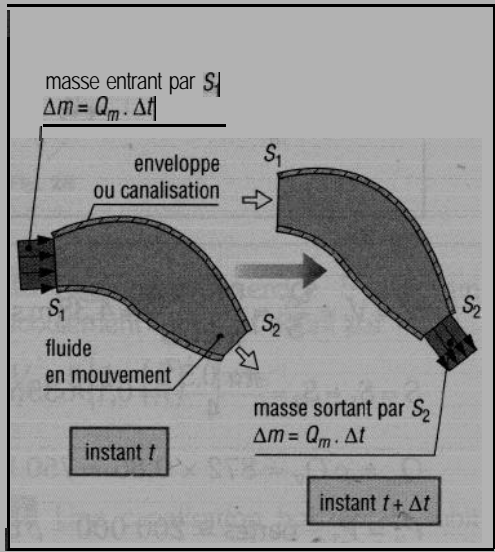 masse entrant par S1
Δm = Qm . Δt
enveloppe
ou canalisation
S1
S1
S2
fluide
en mouvement
instant t
S2
masse sortant par S2
Δm = Qm . Δt
instant t + Δt